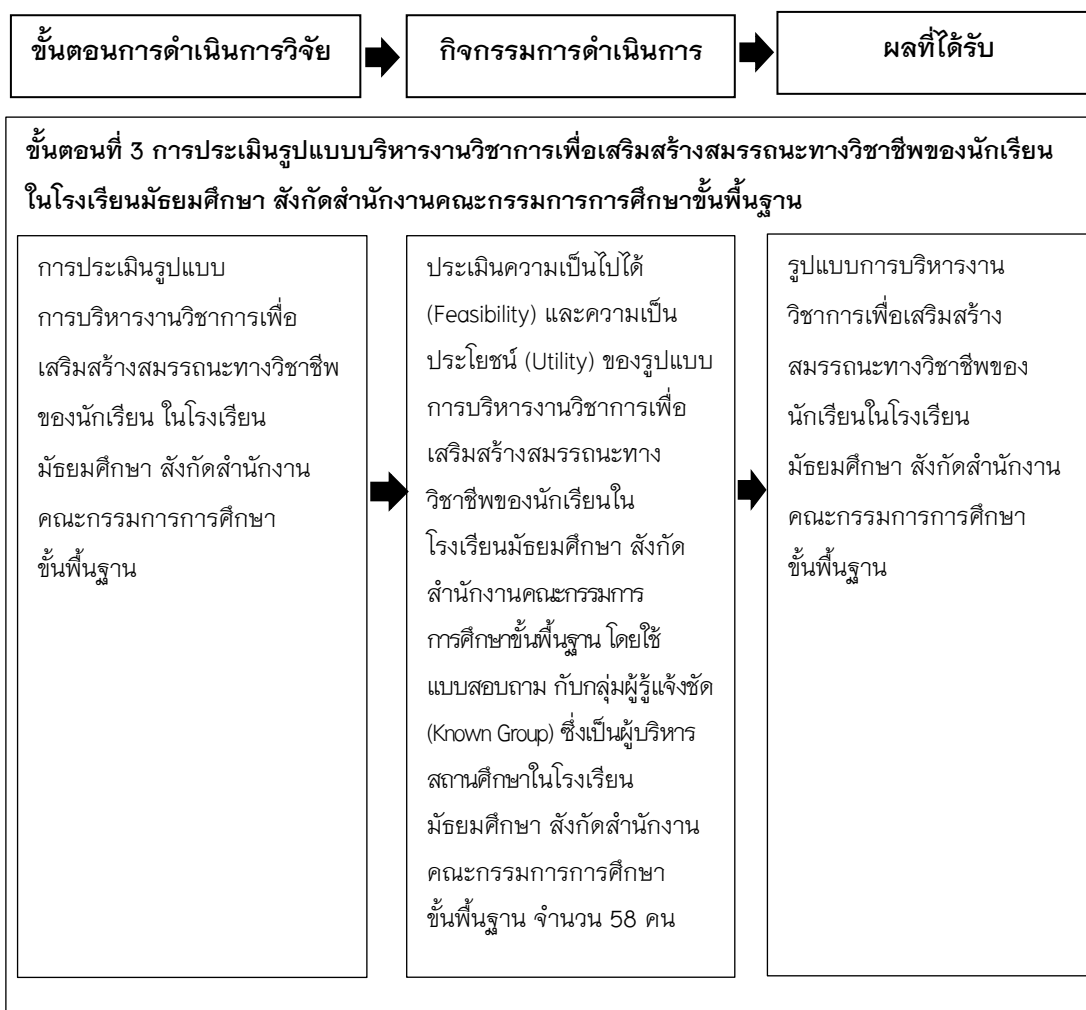 ขั้นตอนการดำเนินการวิจัย
กิจกรรมการดำเนินการ
ผลที่ได้รับ
ขั้นตอนที่ 3 การประเมินรูปแบบบริหารงานวิชาการเพื่อเสริมสร้างสมรรถนะทางวิชาชีพของนักเรียน
ในโรงเรียนมัธยมศึกษา สังกัดสำนักงานคณะกรรมการการศึกษาขั้นพื้นฐาน
การประเมินรูปแบบ
การบริหารงานวิชาการเพื่อ
เสริมสร้างสมรรถนะทางวิชาชีพ
ของนักเรียน ในโรงเรียน
มัธยมศึกษา สังกัดสำนักงาน
คณะกรรมการการศึกษา
ขั้นพื้นฐาน
ประเมินความเป็นไปได้
(Feasibility) และความเป็น
ประโยชน์ (Utility) ของรูปแบบ
การบริหารงานวิชาการเพื่อ
เสริมสร้างสมรรถนะทาง
วิชาชีพของนักเรียนใน
โรงเรียนมัธยมศึกษา สังกัด
สำนักงานคณะกรรมการ
การศึกษาขั้นพื้นฐาน โดยใช้
แบบสอบถาม กับกลุ่มผู้รู้แจ้งชัด
(Known Group) ซึ่งเป็นผู้บริหาร
สถานศึกษาในโรงเรียน
มัธยมศึกษา สังกัดสำนักงาน
คณะกรรมการการศึกษา
ขั้นพื้นฐาน จำนวน 58 คน
รูปแบบการบริหารงาน
วิชาการเพื่อเสริมสร้าง
สมรรถนะทางวิชาชีพของ
นักเรียนในโรงเรียน
มัธยมศึกษา สังกัดสำนักงาน
คณะกรรมการการศึกษา
ขั้นพื้นฐาน